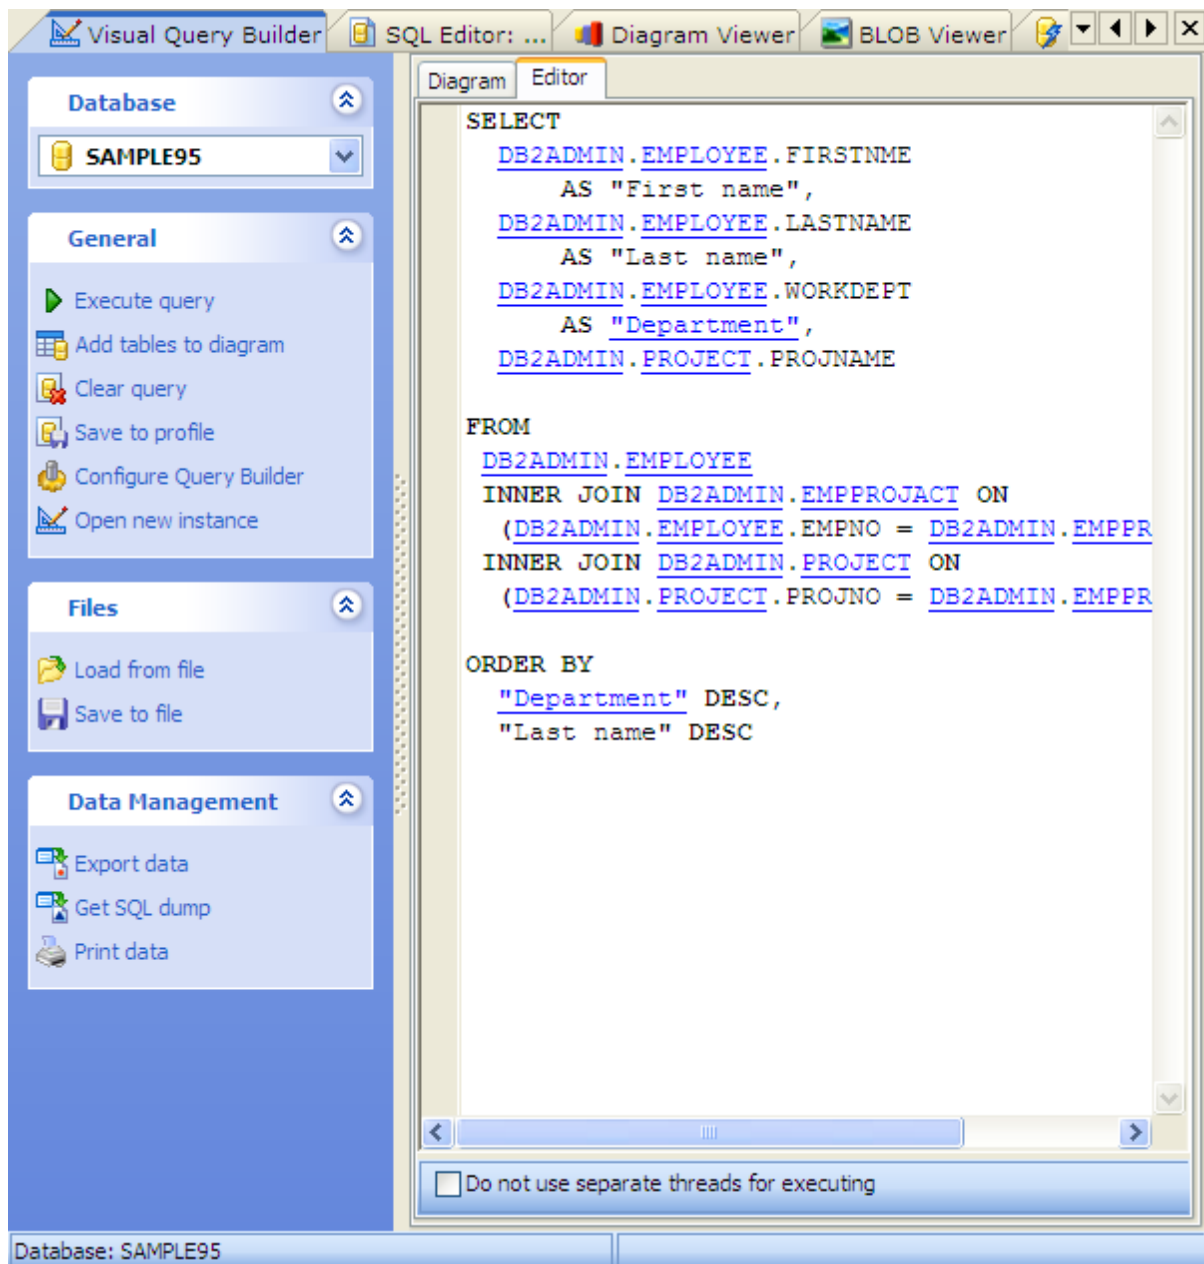 Visual Query Builder SQL Editor: ... Diagram Viewer BLOB Viewer
Database
SAMPLE95
General
Execute query
Add tables to diagram
Clear query
Save to profile
Configure Query Builder
Open new instance
Files
Load from file
Save to file
Data Management
Export data
Get SQL dump
Print data
Diagram Editor
SELECT
DB2ADMIN.EMPLOYEE.FIRSTNME
AS "First name",
DB2ADMIN.EMPLOYEE.LASTNAME
AS "Last name",
DB2ADMIN.EMPLOYEE.WORKDEPT
AS "Department",
DB2ADMIN.PROJECT.PROJNAME
FROM
DB2ADMIN.EMPLOYEE
INNER JOIN DB2ADMIN.EMPPROJACT ON
(DB2ADMIN.EMPLOYEE.EMPNO = DB2ADMIN.EMPPR
INNER JOIN DB2ADMIN.PROJECT ON
(DB2ADMIN.PROJECT.PROJNO = DB2ADMIN.EMPPR
ORDER BY
"Department" DESC,
"Last name" DESC
Do not use separate threads for executing
Database: SAMPLE95